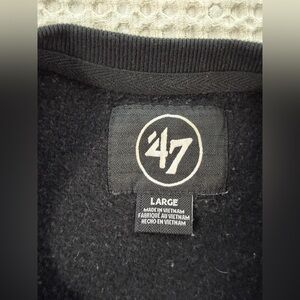 '47
LARGE
MADE IN VIETNAM
FABRIQUÉ AU VIETNAM
HECHO EN VIETNAM